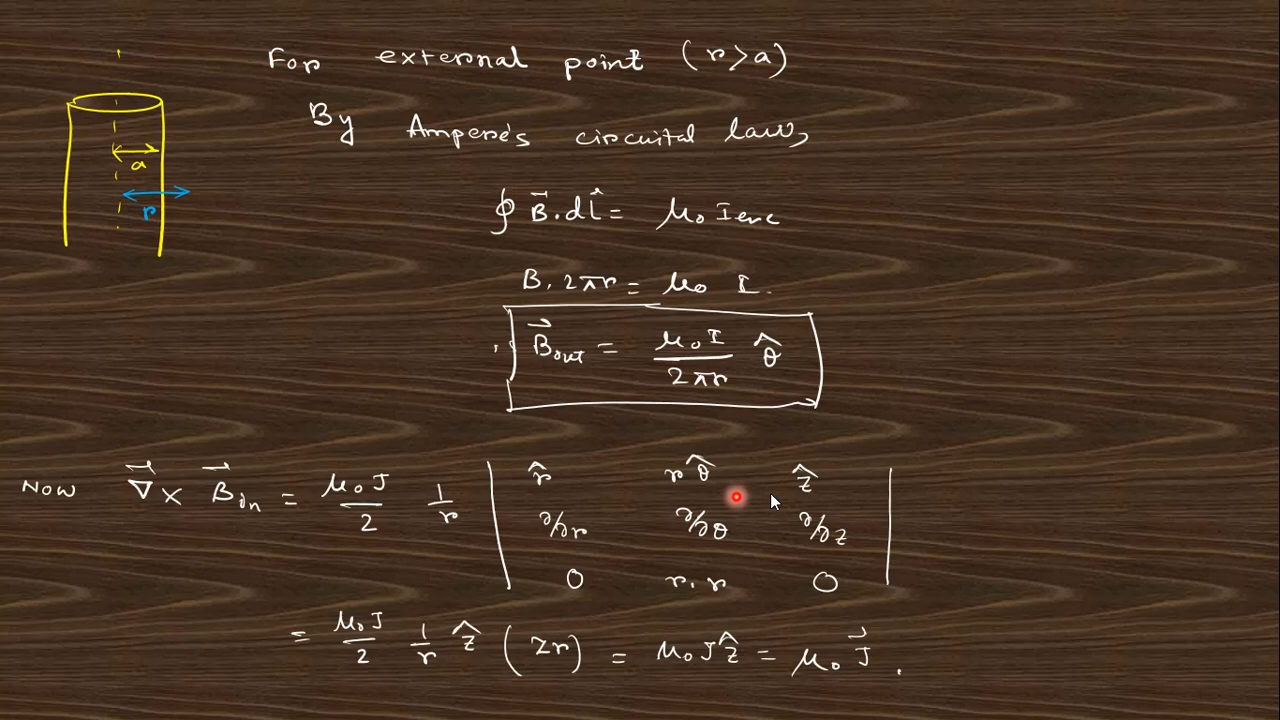 For external point (r>a)
By Ampere's circuital law,
a
r
∮ B⃗.dl⃗ = μ₀ Ienc
B. 2πr = μ₀ I.
∴ B⃗out = μ₀I / 2πr θ̂
Now ∇⃗ × B⃗in = μ₀J / 2 1/r | r̂ rθ̂ ẑ |
| ∂/∂r ∂/∂θ ∂/∂z |
| 0 r.r 0 |
= μ₀J / 2 1/r ẑ (2r) = μ₀Jẑ = μ₀J⃗.